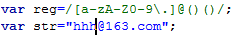 var reg=/[a-zA-Z0-9\.]@()()/;
var str="hhh@163.com";